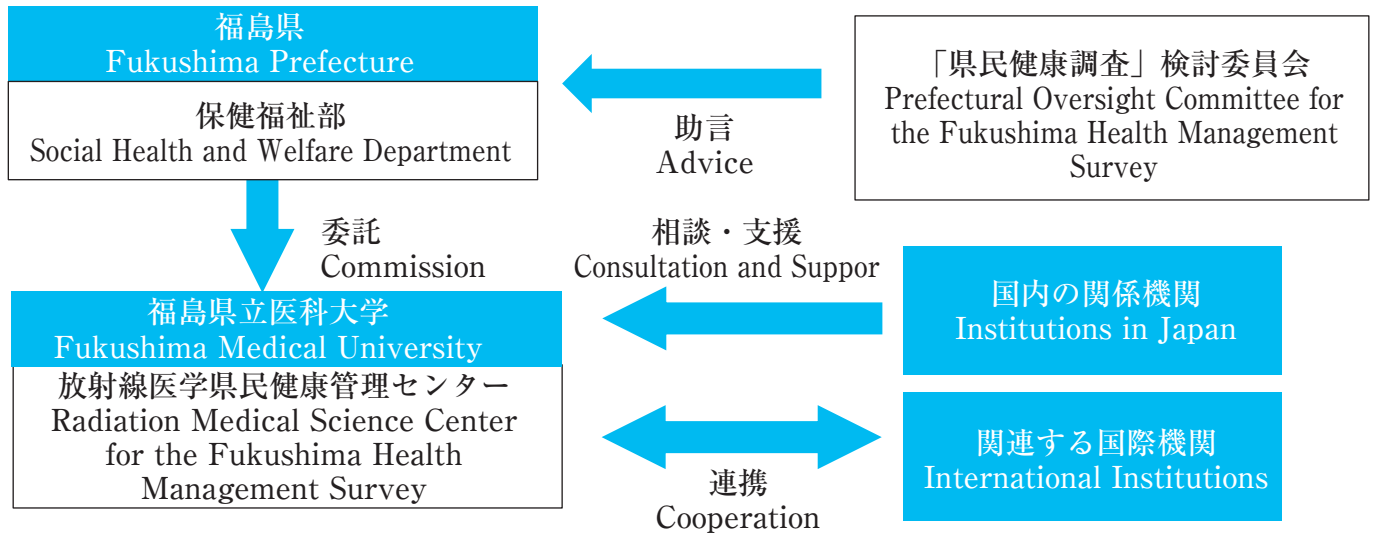 福島県
Fukushima Prefecture
保健福祉部
Social Health and Welfare Department
助言
Advice
「県民健康調査」検討委員会
Prefectural Oversight Committee for
the Fukushima Health Management
Survey
委託
Commission
相談・支援
Consultation and Suppor
国内の関係機関
Institutions in Japan
福島県立医科大学
Fukushima Medical University
放射線医学県民健康管理センター
Radiation Medical Science Center
for the Fukushima Health
Management Survey
連携
Cooperation
関連する国際機関
International Institutions